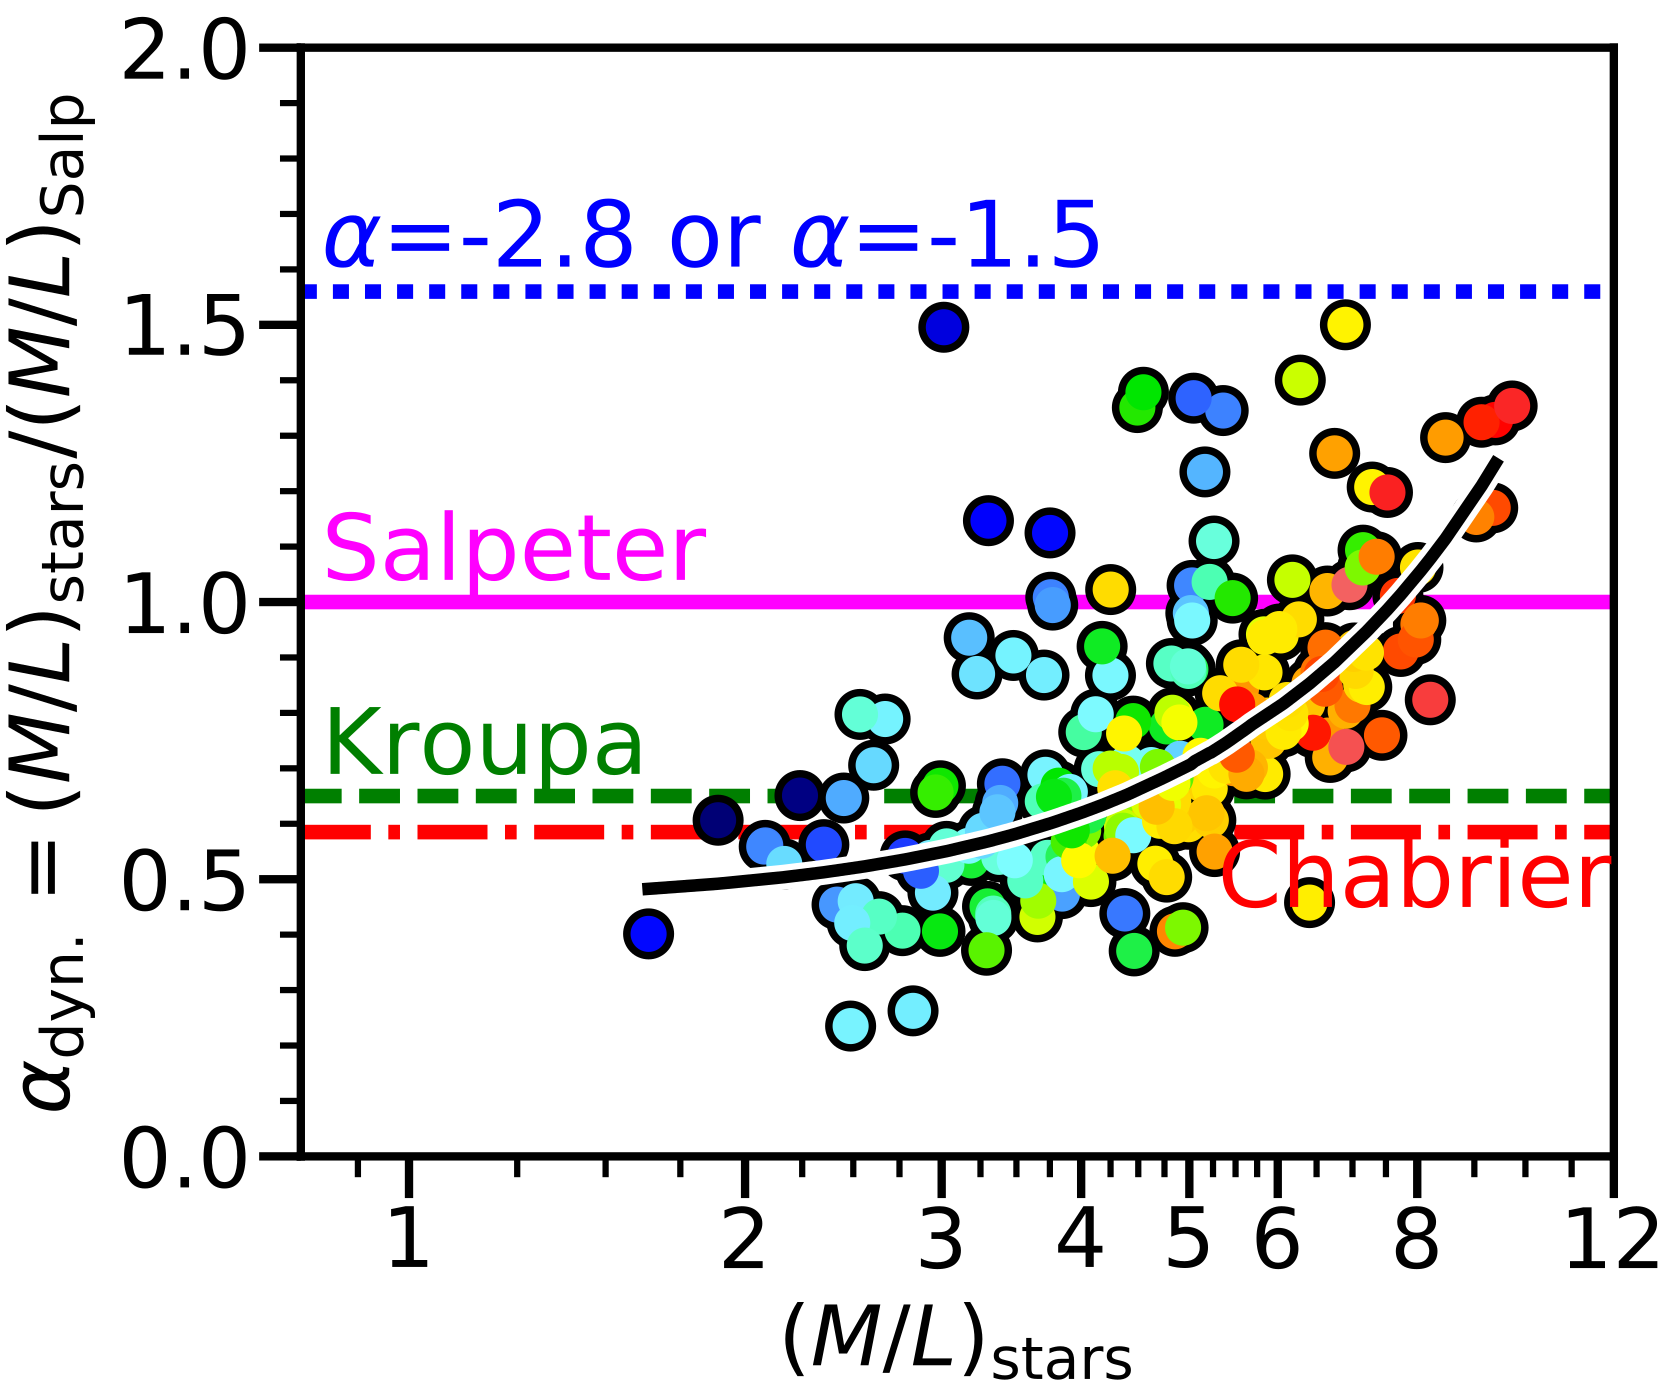 2.0
1.5
1.0
0.5
0.0
αdyn. = (M/L)stars/(M/L)Salp
α=-2.8 or α=-1.5
Salpeter
Kroupa
Chabrier
1 2 3 4 5 6 8 12
(M/L)stars